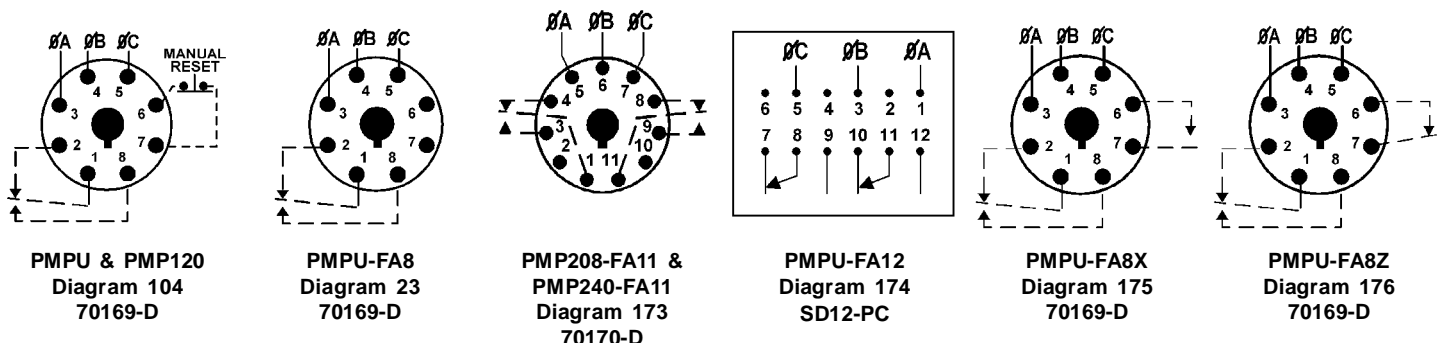 ØA ØB ØC
MANUAL
RESET
4 5
3 6
2 7
1 8
PMPU & PMP120
Diagram 104
70169-D
ØA ØB ØC
4 5
3 6
2 7
1 8
PMPU-FA8
Diagram 23
70169-D
ØA ØB ØC
5 6 7
4 8
3 9
2 10
1 11
PMP208-FA11 &
PMP240-FA11
Diagram 173
70170-D
ØC ØB ØA
6 5 4 3 2 1
7 8 9 10 11 12
PMPU-FA12
Diagram 174
SD12-PC
ØA ØB ØC
4 5
3 6
2 7
1 8
PMPU-FA8X
Diagram 175
70169-D
ØA ØB ØC
4 5
3 6
2 7
1 8
PMPU-FA8Z
Diagram 176
70169-D